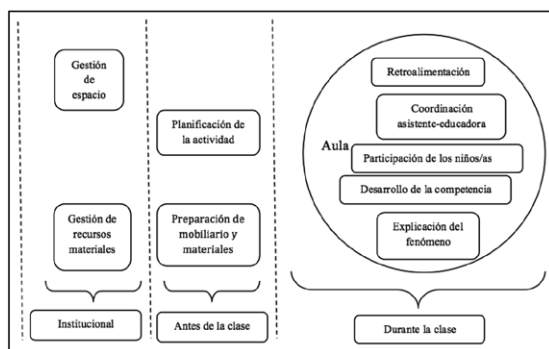 Gestión
de
espacio
Gestión de
recursos
materiales
Institucional
Planificación de
la actividad
Preparación de
mobiliario y
materiales
Antes de la clase
Aula
Retroalimentación
Coordinación
asistente-educadora
Participación de los niños/as
Desarrollo de la competencia
Explicación del
fenómeno
Durante la clase